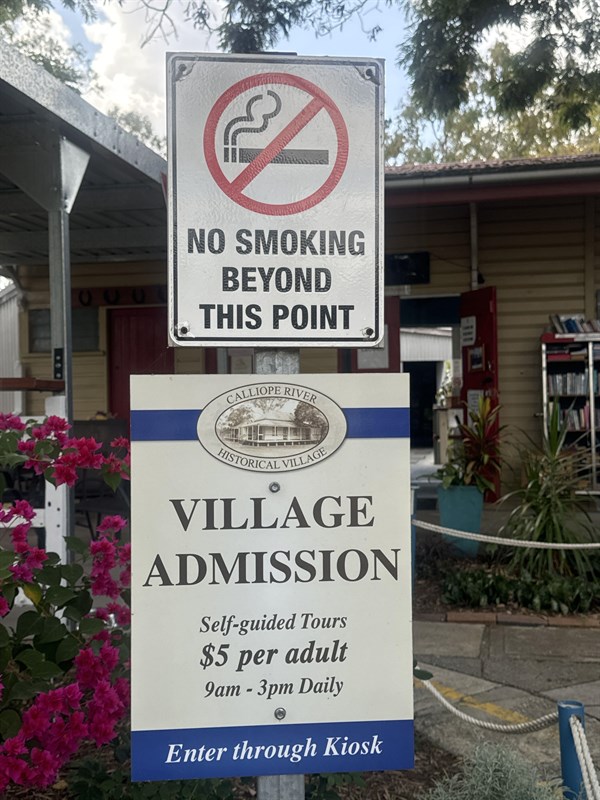 NO SMOKING
BEYOND
THIS POINT
CALLIOPE RIVER
HISTORICAL VILLAGE
VILLAGE
ADMISSION
Self-guided Tours
$5 per adult
9am - 3pm Daily
Enter through Kiosk